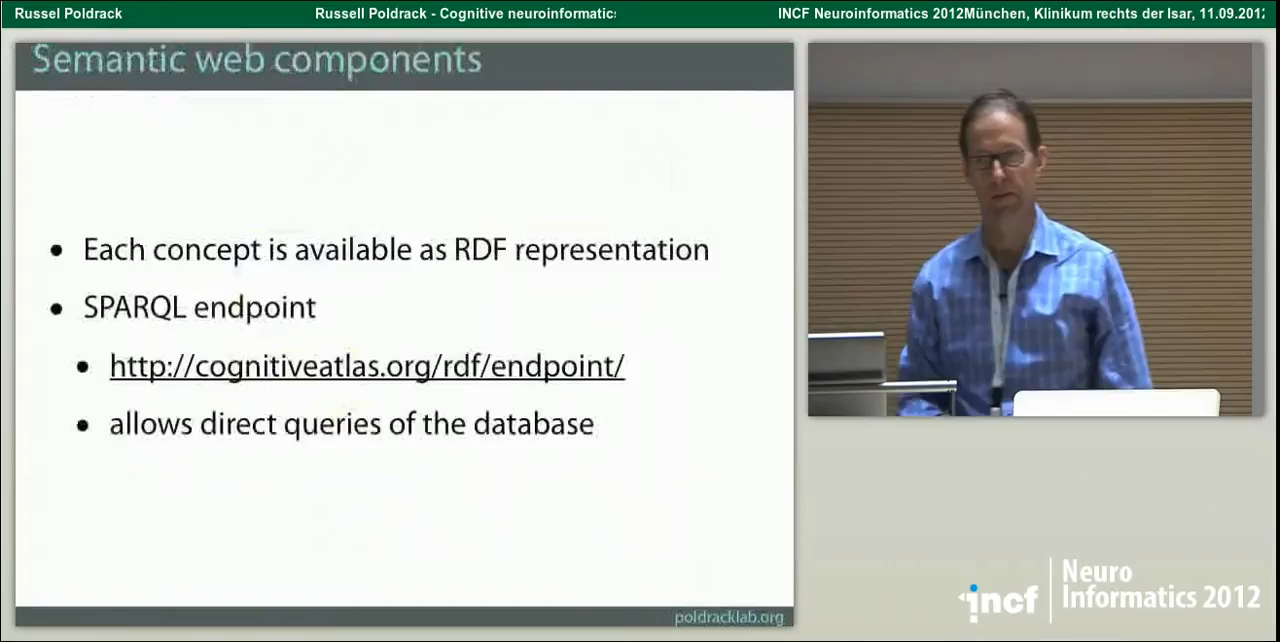 Russel Poldrack
Russell Poldrack - Cognitive neuroinformatics
INCF Neuroinformatics 2012München, Klinikum rechts der Isar, 11.09.2012
Semantic web components
• Each concept is available as RDF representation
• SPARQL endpoint
• http://cognitiveatlas.org/rdf/endpoint/
• allows direct queries of the database
poldracklab.org
incf
Neuro
Informatics 2012